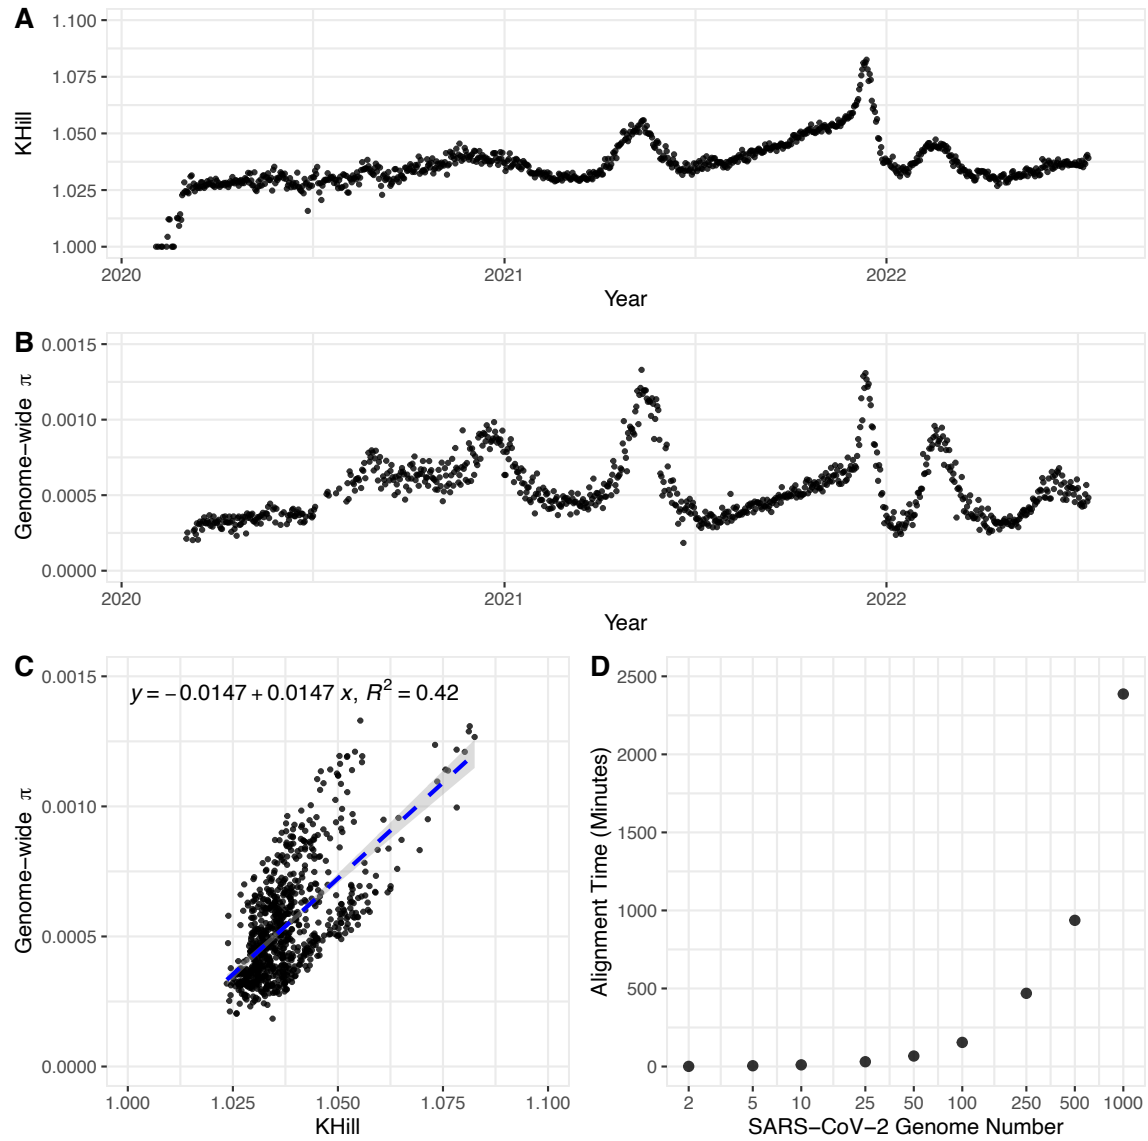 A
1.100
1.075
1.050
1.025
1.000
KHill
2020 2021 2022
Year
B
0.0015
0.0010
0.0005
0.0000
Genome−wide π
2020 2021 2022
Year
C
0.0015
0.0010
0.0005
0.0000
Genome−wide π
y = −0.0147 + 0.0147 x, R² = 0.42
1.000 1.025 1.050 1.075 1.100
KHill
D
2500
2000
1500
1000
500
0
Alignment Time (Minutes)
2 5 10 25 50 100 250 500 1000
SARS−CoV−2 Genome Number